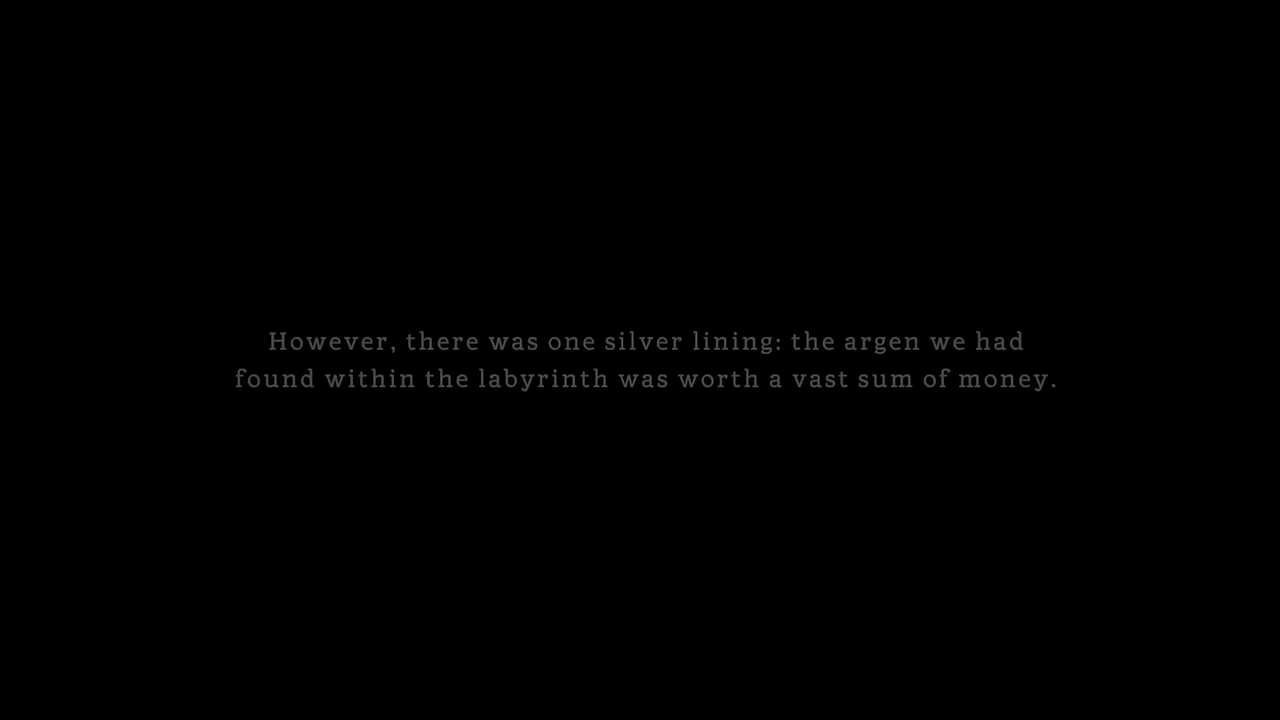 However, there was one silver lining: the argen we had
found within the labyrinth was worth a vast sum of money.